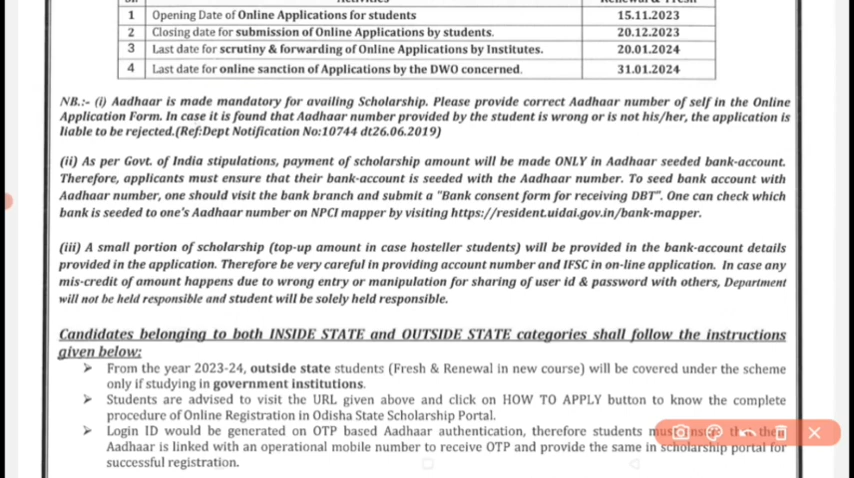 1 Opening Date of Online Applications for students 15.11.2023
2 Closing date for submission of Online Applications by students. 20.12.2023
3 Last date for scrutiny & forwarding of Online Applications by Institutes. 20.01.2024
4 Last date for online sanction of Applications by the DWO concerned. 31.01.2024
NB.:- (i) Aadhaar is made mandatory for availing Scholarship. Please provide correct Aadhaar number of self in the Online
Application Form. In case it is found that Aadhaar number provided by the student is wrong or is not his/her, the application is
liable to be rejected.(Ref:Dept Notification No:10744 dt26.06.2019)
(ii) As per Govt. of India stipulations, payment of scholarship amount will be made ONLY in Aadhaar seeded bank-account.
Therefore, applicants must ensure that their bank-account is seeded with the Aadhaar number. To seed bank account with
Aadhaar number, one should visit the bank branch and submit a "Bank consent form for receiving DBT". One can check which
bank is seeded to one's Aadhaar number on NPCI mapper by visiting https://resident.uidai.gov.in/bank-mapper.
(iii) A small portion of scholarship (top-up amount in case hosteller students) will be provided in the bank-account details
provided in the application. Therefore be very careful in providing account number and IFSC in on-line application. In case any
mis-credit of amount happens due to wrong entry or manipulation for sharing of user id & password with others, Department
will not be held responsible and student will be solely held responsible.
Candidates belonging to both INSIDE STATE and OUTSIDE STATE categories shall follow the instructions
given below:
➢ From the year 2023-24, outside state students (Fresh & Renewal in new course) will be covered under the scheme
only if studying in government institutions.
➢ Students are advised to visit the URL given above and click on HOW TO APPLY button to know the complete
procedure of Online Registration in Odisha State Scholarship Portal.
➢ Login ID would be generated on OTP based Aadhaar authentication, therefore students must ensure that their
Aadhaar is linked with an operational mobile number to receive OTP and provide the same in scholarship portal for
successful registration.